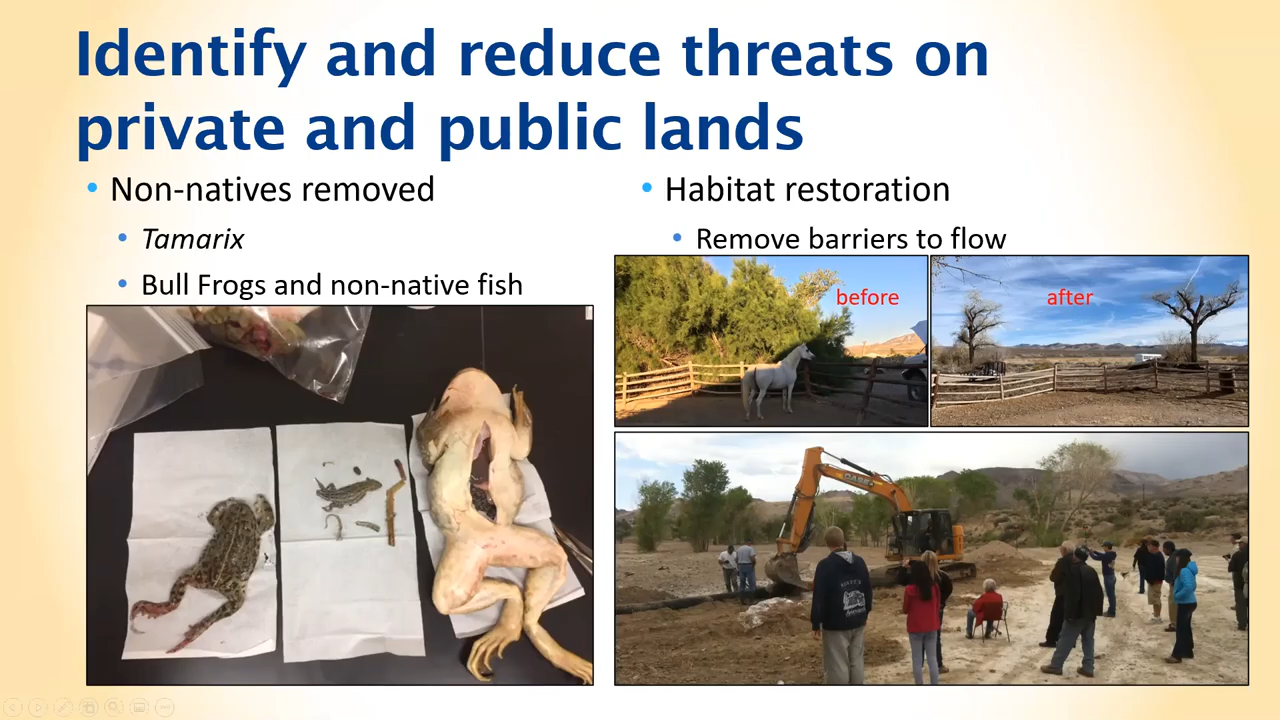 Identify and reduce threats on
private and public lands
• Non-natives removed
• Tamarix
• Bull Frogs and non-native fish
• Habitat restoration
• Remove barriers to flow
before
after
CASE